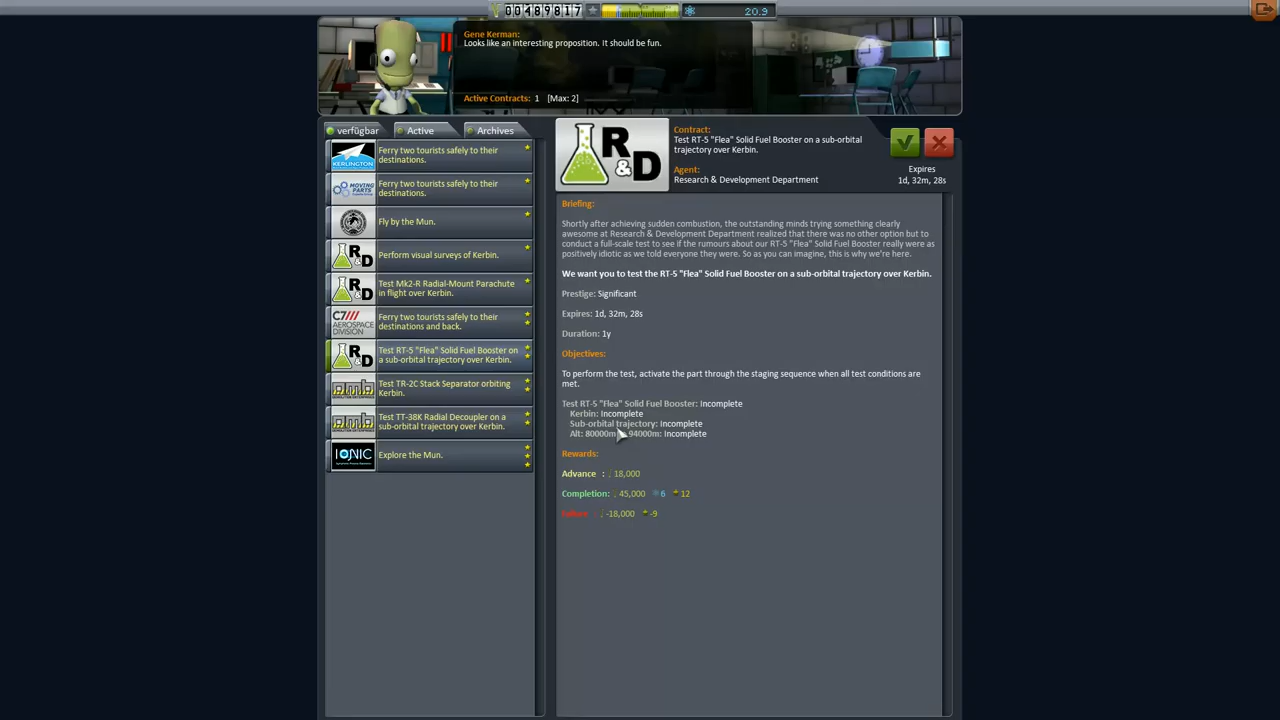 00489817
20.9
Gene Kerman:
Looks like an interesting proposition. It should be fun.
Active Contracts: 1 [Max: 2]
verfügbar
Active
Archives
KERLINGTON
Ferry two tourists safely to their
destinations.
MOVING
PARTS
Ferry two tourists safely to their
destinations.
Fly by the Mun.
R&D
Perform visual surveys of Kerbin.
R&D
Test Mk2-R Radial-Mount Parachute
in flight over Kerbin.
C7
AEROSPACE
DIVISION
Ferry two tourists safely to their
destinations and back.
R&D
Test RT-5 "Flea" Solid Fuel Booster on
a sub-orbital trajectory over Kerbin.
Test TR-2C Stack Separator orbiting
Kerbin.
Test TT-38K Radial Decoupler on a
sub-orbital trajectory over Kerbin.
IONIC
Explore the Mun.
R&D
Contract:
Test RT-5 "Flea" Solid Fuel Booster on a sub-orbital
trajectory over Kerbin.
Agent:
Research & Development Department
Expires
1d, 32m, 28s
Briefing:
Shortly after achieving sudden combustion, the outstanding minds trying something clearly
awesome at Research & Development Department realized that there was no other option but to
conduct a full-scale test to see if the rumours about our RT-5 "Flea" Solid Fuel Booster really were as
positively idiotic as we told everyone they were. So as you can imagine, this is why we're here.
We want you to test the RT-5 "Flea" Solid Fuel Booster on a sub-orbital trajectory over Kerbin.
Prestige: Significant
Expires: 1d, 32m, 28s
Duration: 1y
Objectives:
To perform the test, activate the part through the staging sequence when all test conditions are
met.
Test RT-5 "Flea" Solid Fuel Booster: Incomplete
Kerbin: Incomplete
Sub-orbital trajectory: Incomplete
Alt: 80000m 94000m: Incomplete
Rewards:
Advance : 18,000
Completion: 45,000 6 12
Failure : -18,000 -9